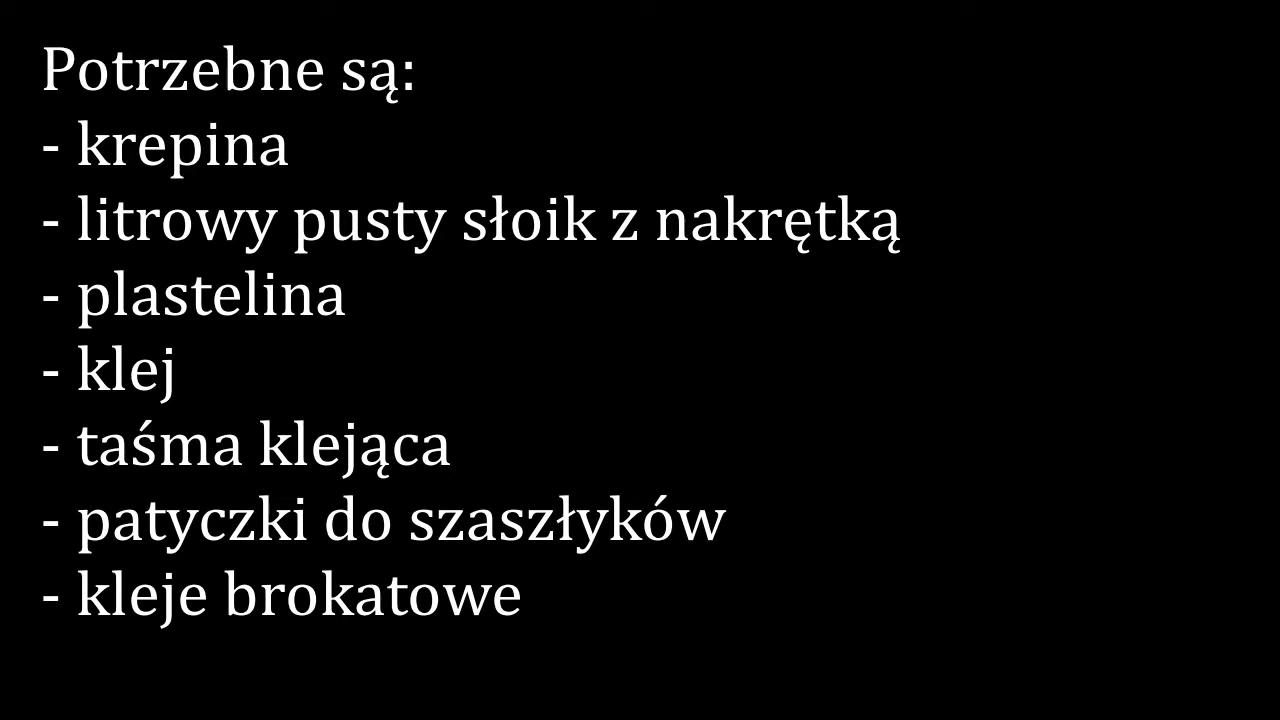 Potrzebne są:
- krepina
- litrowy pusty słoik z nakrętką
- plastelina
- klej
- taśma klejąca
- patyczki do szaszłyków
- kleje brokatowe